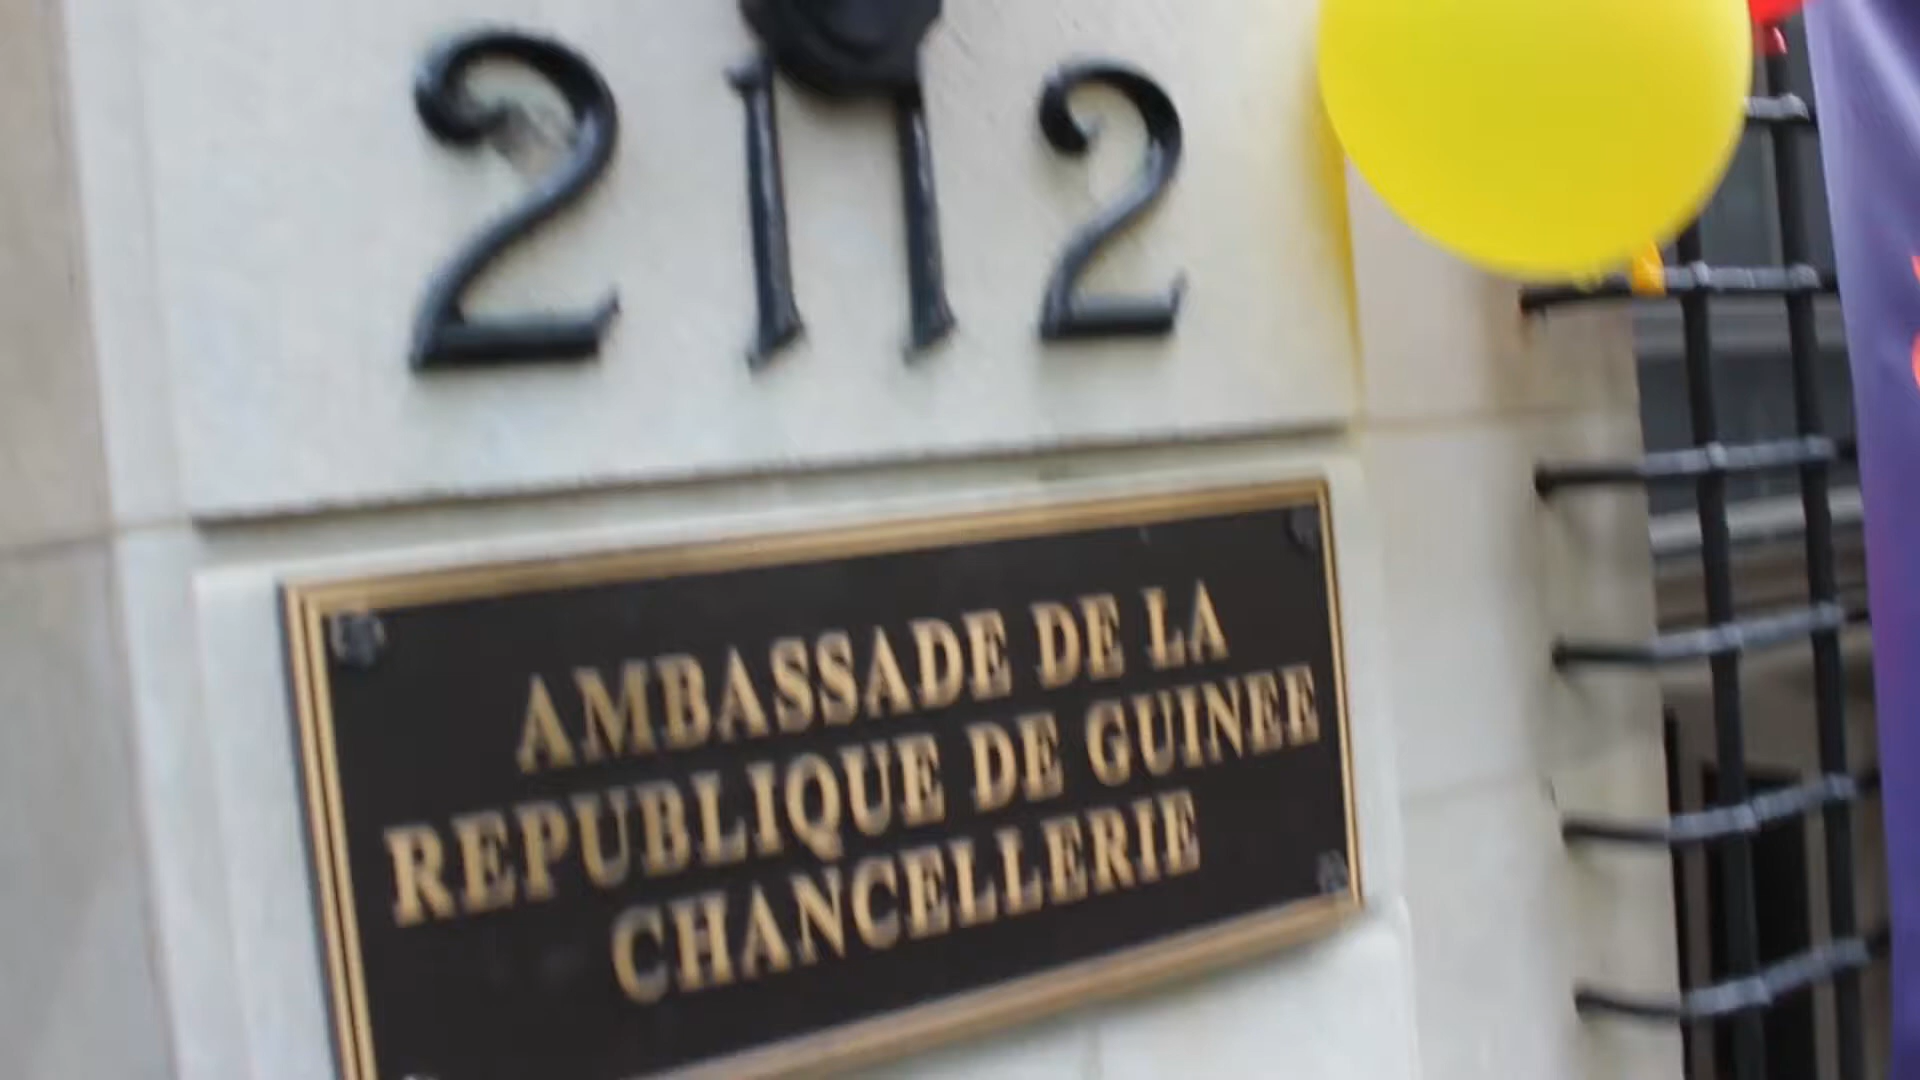 2112
AMBASSADE DE LA
REPUBLIQUE DE GUINEE
CHANCELLERIE